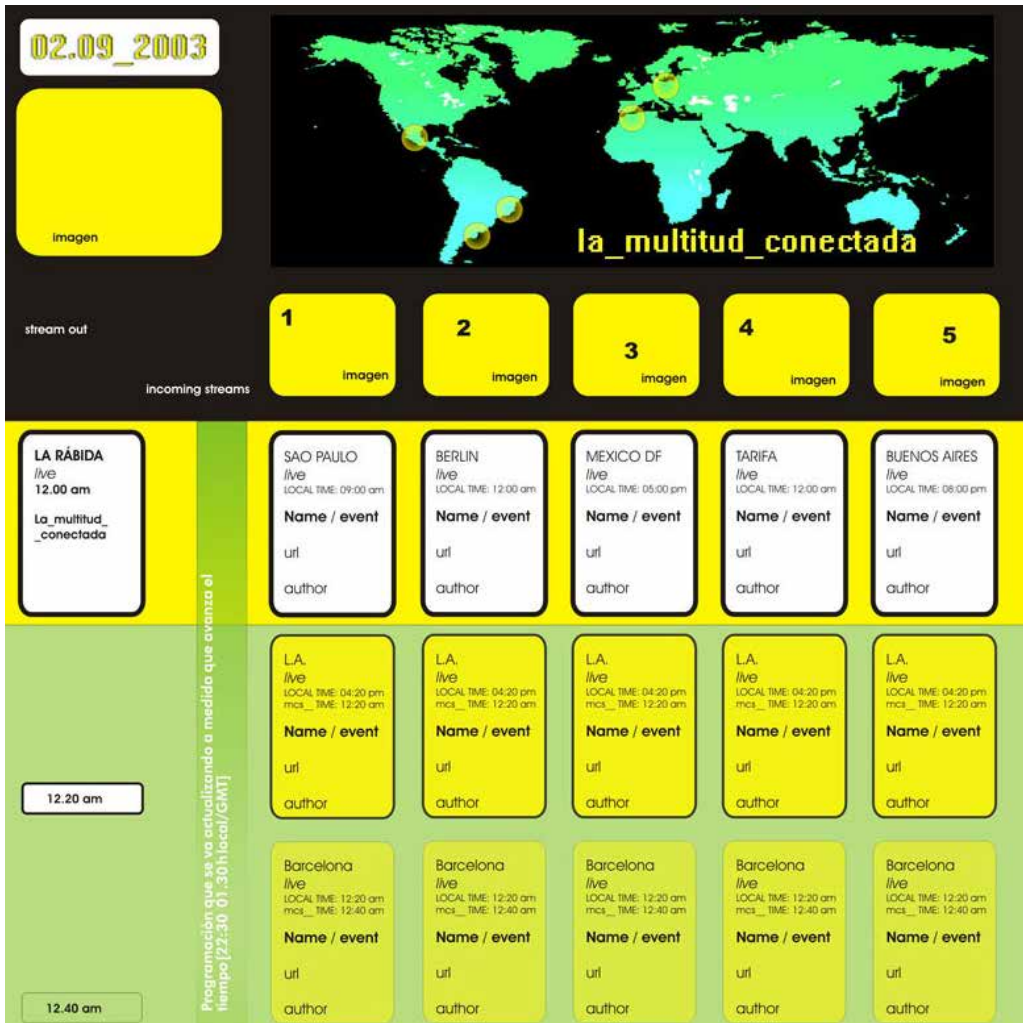 02.09_2003
imagen
la_multitud_conectada
stream out
incoming streams
1
imagen
2
imagen
3
imagen
4
imagen
5
imagen
LA RÁBIDA
live
12.00 am
La_multitud_
_conectada
SAO PAULO
live
LOCAL TIME: 09:00 am
Name / event
url
author
BERLIN
live
LOCAL TIME: 12:00 am
Name / event
url
author
MEXICO DF
live
LOCAL TIME: 05:00 pm
Name / event
url
author
TARIFA
live
LOCAL TIME: 12:00 am
Name / event
url
author
BUENOS AIRES
live
LOCAL TIME: 08:00 pm
Name / event
url
author
Programación que se va actualizando a medida que avanza el
tiempo [22:30 01.30 h local/GMT]
12.20 am
L.A.
live
LOCAL TIME: 04:20 pm
mcs__ TIME: 12:20 am
Name / event
url
author
L.A.
live
LOCAL TIME: 04:20 pm
mcs__ TIME: 12:20 am
Name / event
url
author
L.A.
live
LOCAL TIME: 04:20 pm
mcs__ TIME: 12:20 am
Name / event
url
author
L.A.
live
LOCAL TIME: 04:20 pm
mcs__ TIME: 12:20 am
Name / event
url
author
L.A.
live
LOCAL TIME: 04:20 pm
mcs__ TIME: 12:20 am
Name / event
url
author
12.40 am
Barcelona
live
LOCAL TIME: 12:20 am
mcs__ TIME: 12:40 am
Name / event
url
author
Barcelona
live
LOCAL TIME: 12:20 am
mcs__ TIME: 12:40 am
Name / event
url
author
Barcelona
live
LOCAL TIME: 12:20 am
mcs__ TIME: 12:40 am
Name / event
url
author
Barcelona
live
LOCAL TIME: 12:20 am
mcs__ TIME: 12:40 am
Name / event
url
author
Barcelona
live
LOCAL TIME: 12:20 am
mcs__ TIME: 12:40 am
Name / event
url
author